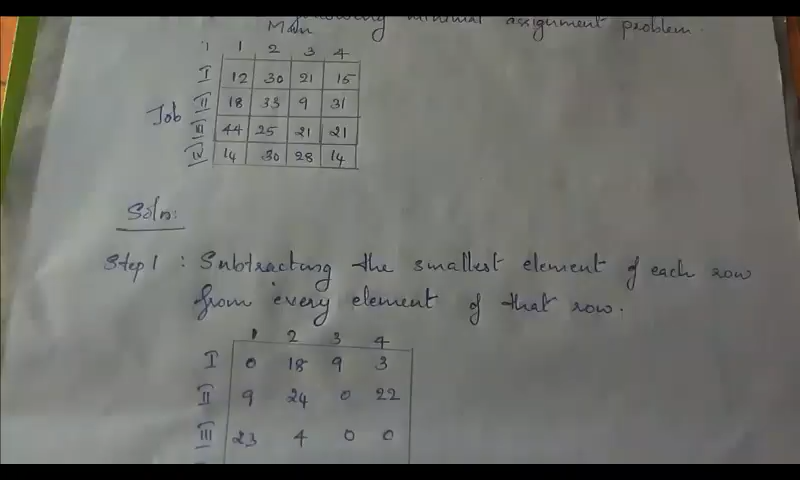 following minimal assignment problem.
Man
1 2 3 4
I 12 30 21 15
II 18 33 9 31
Job III 44 25 21 21
IV 14 30 28 14
Soln:
Step 1 : Subtracting the smallest element of each row
from every element of that row.
1 2 3 4
I 0 18 9 3
II 9 24 0 22
III 23 4 0 0